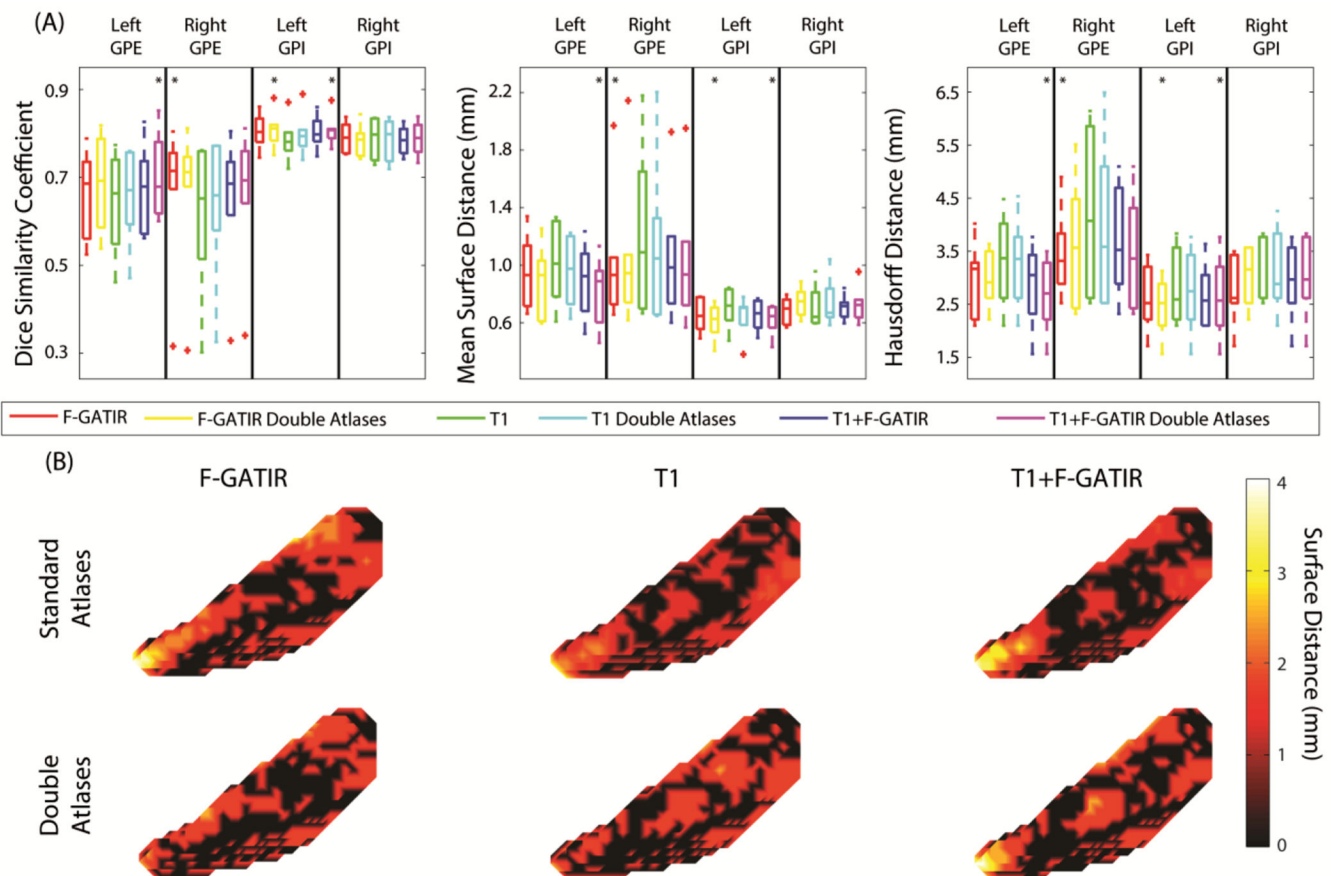 (A)
Left GPE
Right GPE
Left GPI
Right GPI
Dice Similarity Coefficient
0.9
0.7
0.5
0.3
* * * *
Left GPE
Right GPE
Left GPI
Right GPI
Mean Surface Distance (mm)
2.2
1.8
1.4
1.0
0.6
* * * *
Left GPE
Right GPE
Left GPI
Right GPI
Hausdorff Distance (mm)
6.5
5.5
4.5
3.5
2.5
1.5
* * * *
F-GATIR F-GATIR Double Atlases T1 T1 Double Atlases T1+F-GATIR T1+F-GATIR Double Atlases
(B)
F-GATIR T1 T1+F-GATIR
Standard
Atlases
Double
Atlases
4
3
2
1
0
Surface Distance (mm)